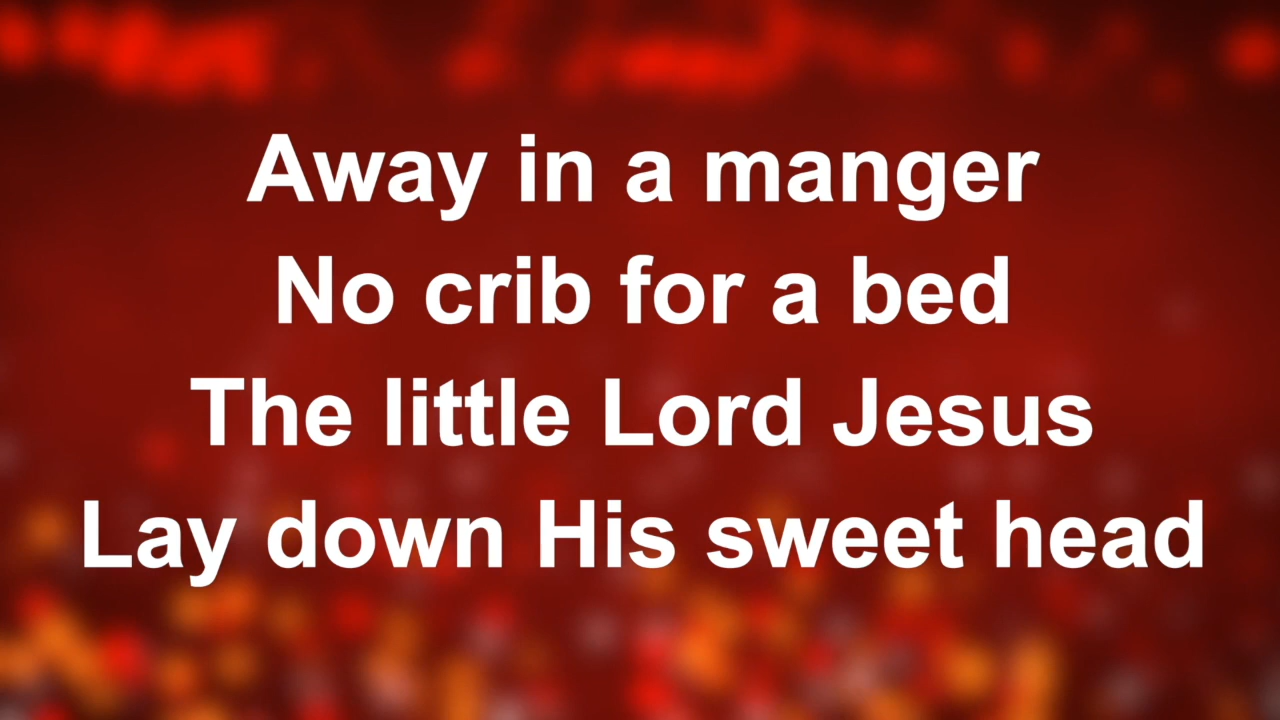 Away in a manger
No crib for a bed
The little Lord Jesus
Lay down His sweet head